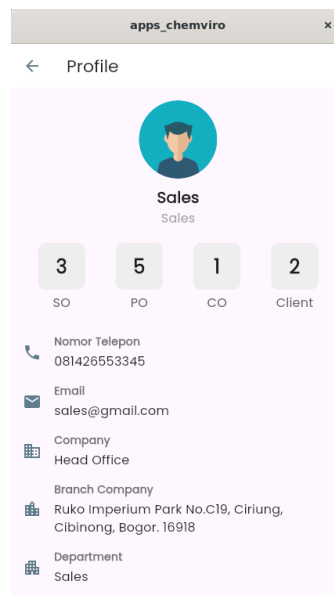 apps_chemviro ×
← Profile
Sales
Sales
3 5 1 2
SO PO CO Client
Nomor Telepon
081426553345
Email
sales@gmail.com
Company
Head Office
Branch Company
Ruko Imperium Park No.C19, Ciriung,
Cibinong, Bogor. 16918
Department
Sales